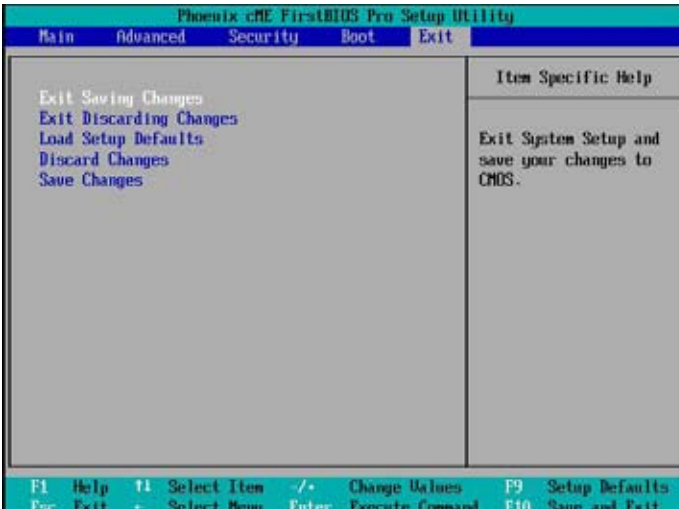 Phoenix cME FirstBIOS Pro Setup Utility
Main Advanced Security Boot Exit
Item Specific Help
Exit Saving Changes
Exit Discarding Changes
Load Setup Defaults
Discard Changes
Save Changes
Exit System Setup and
save your changes to
CMOS.
F1 Help ↑↓ Select Item -/+ Change Values F9 Setup Defaults
Esc Exit ← Select Menu Enter Execute Command F10 Save and Exit